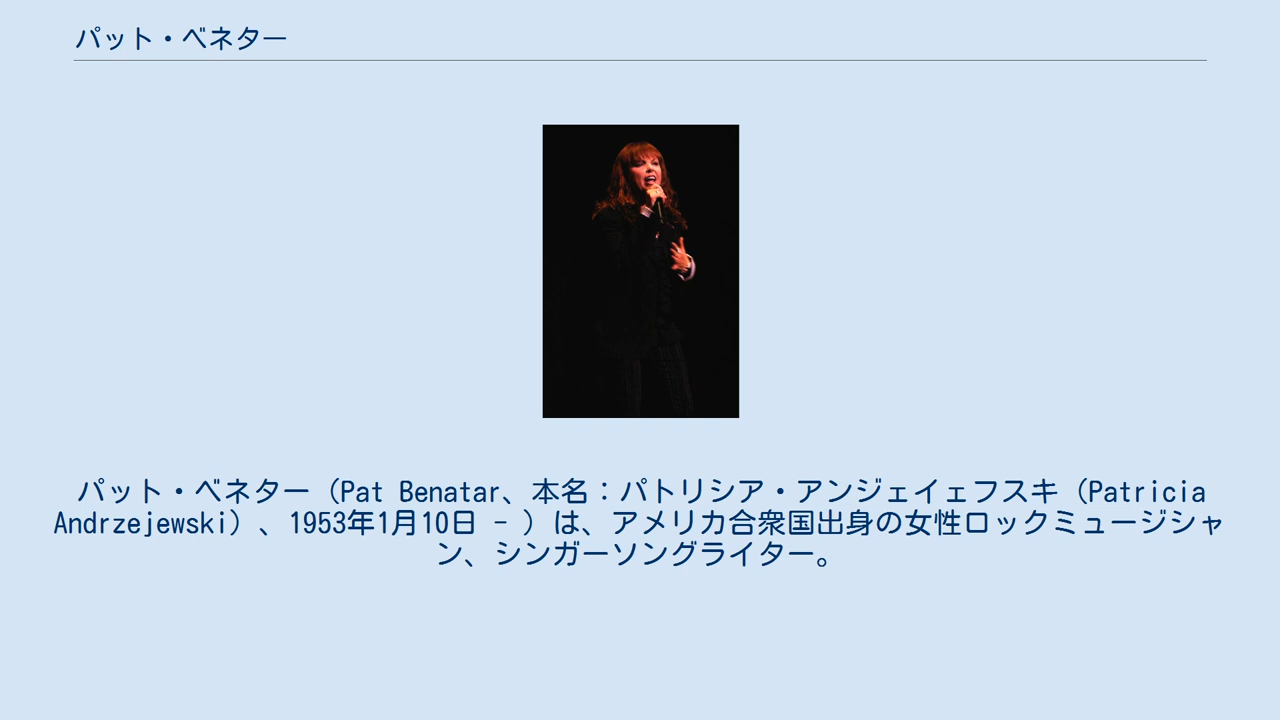 パット・ベネター
パット・ベネター（Pat Benatar、本名：パトリシア・アンジェイェフスキ（Patricia
Andrzejewski）、1953年1月10日 - ）は、アメリカ合衆国出身の女性ロックミュージシャ
ン、シンガーソングライター。